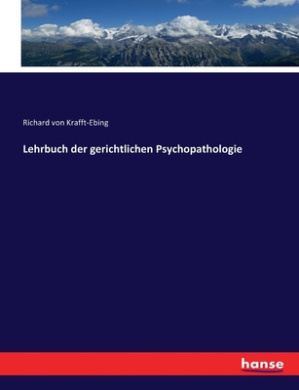 Richard von Krafft-Ebing
Lehrbuch der gerichtlichen Psychopathologie
hanse